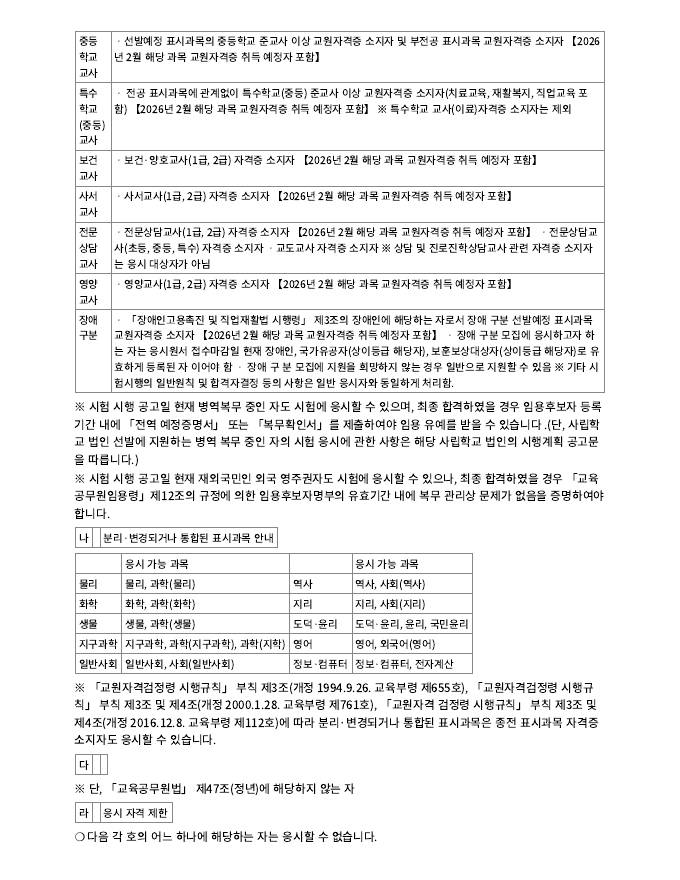 중등
학교
교사
· 선발예정 표시과목의 중등학교 준교사 이상 교원자격증 소지자 및 부전공 표시과목 교원자격증 소지자 【2026
년 2월 해당 과목 교원자격증 취득 예정자 포함】
특수
학교
(중등)
교사
· 전공 표시과목에 관계없이 특수학교(중등) 준교사 이상 교원자격증 소지자(치료교육, 재활복지, 직업교육 포
함) 【2026년 2월 해당 과목 교원자격증 취득 예정자 포함】 ※ 특수학교 교사(이료)자격증 소지자는 제외
보건
교사
· 보건·양호교사(1급, 2급) 자격증 소지자 【2026년 2월 해당 과목 교원자격증 취득 예정자 포함】
사서
교사
· 사서교사(1급, 2급) 자격증 소지자 【2026년 2월 해당 과목 교원자격증 취득 예정자 포함】
전문
상담
교사
· 전문상담교사(1급, 2급) 자격증 소지자 【2026년 2월 해당 과목 교원자격증 취득 예정자 포함】 · 전문상담교
사(초등, 중등, 특수) 자격증 소지자 · 교도교사 자격증 소지자 ※ 상담 및 진로진학상담교사 관련 자격증 소지자
는 응시 대상자가 아님
영양
교사
· 영양교사(1급, 2급) 자격증 소지자 【2026년 2월 해당 과목 교원자격증 취득 예정자 포함】
장애
구분
· 「장애인고용촉진 및 직업재활법 시행령」 제3조의 장애인에 해당하는 자로서 장애 구분 선발예정 표시과목
교원자격증 소지자 【2026년 2월 해당 과목 교원자격증 취득 예정자 포함】 · 장애 구분 모집에 응시하고자 하
는 자는 응시원서 접수마감일 현재 장애인, 국가유공자(상이등급 해당자), 보훈보상대상자(상이등급 해당자)로 유
효하게 등록된 자 이어야 함 · 장애 구 분 모집에 지원을 희망하지 않는 경우 일반으로 지원할 수 있음 ※ 기타 시
험시행의 일반원칙 및 합격자결정 등의 사항은 일반 응시자와 동일하게 처리함.
※ 시험 시행 공고일 현재 병역복무 중인 자도 시험에 응시할 수 있으며, 최종 합격하였을 경우 임용후보자 등록
기간 내에 「전역 예정증명서」 또는 「복무확인서」를 제출하여야 임용 유예를 받을 수 있습니다 .(단, 사립학
교 법인 선발에 지원하는 병역 복무 중인 자의 시험 응시에 관한 사항은 해당 사립학교 법인의 시행계획 공고문
을 따릅니다.)
※ 시험 시행 공고일 현재 재외국민인 외국 영주권자도 시험에 응시할 수 있으나, 최종 합격하였을 경우 「교육
공무원임용령」제12조의 규정에 의한 임용후보자명부의 유효기간 내에 복무 관리상 문제가 없음을 증명하여야
합니다.
나 분리·변경되거나 통합된 표시과목 안내
응시 가능 과목 응시 가능 과목
물리 물리, 과학(물리) 역사 역사, 사회(역사)
화학 화학, 과학(화학) 지리 지리, 사회(지리)
생물 생물, 과학(생물) 도덕·윤리 도덕·윤리, 윤리, 국민윤리
지구과학 지구과학, 과학(지구과학), 과학(지학) 영어 영어, 외국어(영어)
일반사회 일반사회, 사회(일반사회) 정보·컴퓨터 정보·컴퓨터, 전자계산
※ 「교원자격검정령 시행규칙」 부칙 제3조(개정 1994.9.26. 교육부령 제655호), 「교원자격검정령 시행규
칙」 부칙 제3조 및 제4조(개정 2000.1.28. 교육부령 제761호), 「교원자격 검정령 시행규칙」 부칙 제3조 및
제4조(개정 2016.12.8. 교육부령 제112호)에 따라 분리·변경되거나 통합된 표시과목은 종전 표시과목 자격증
소지자도 응시할 수 있습니다.
다
※ 단, 「교육공무원법」 제47조(정년)에 해당하지 않는 자
라 응시 자격 제한
❍ 다음 각 호의 어느 하나에 해당하는 자는 응시할 수 없습니다.